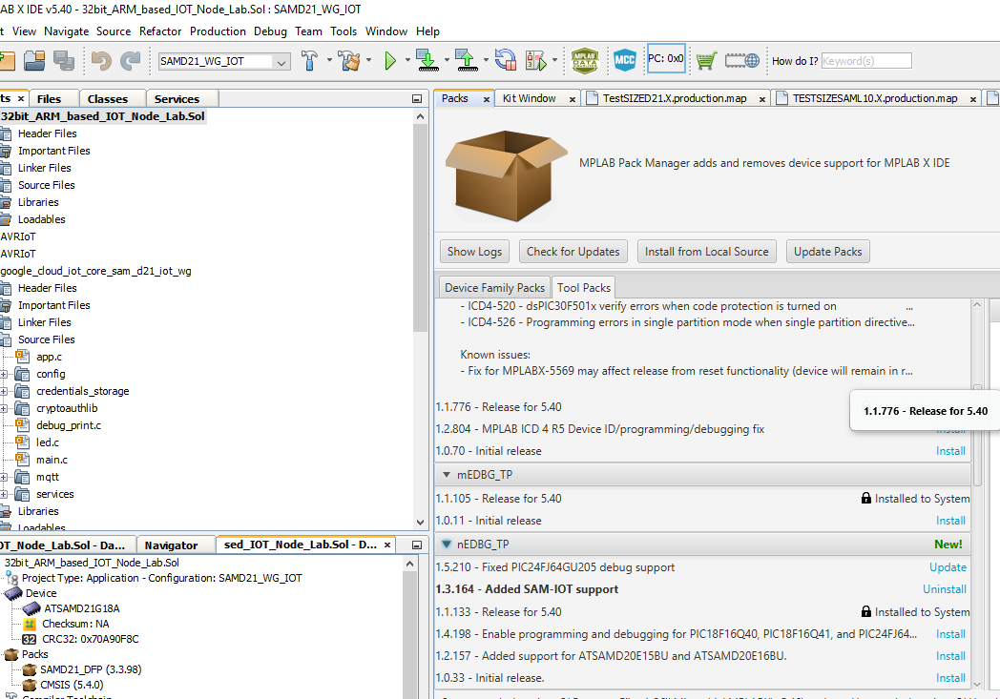 AB X IDE v5.40 - 32bit_ARM_based_IOT_Node_Lab.Sol : SAMD21_WG_IOT
t View Navigate Source Refactor Production Debug Team Tools Window Help
SAMD21_WG_IOT
MPLAB DATA
MCC
PC: 0x0
How do I? Keyword(s)
ts × Files Classes Services
32bit_ARM_based_IOT_Node_Lab.Sol
Header Files
Important Files
Linker Files
Source Files
Libraries
Loadables
AVRIoT
AVRIoT
google_cloud_iot_core_sam_d21_iot_wg
Header Files
Important Files
Linker Files
Source Files
app.c
config
credentials_storage
cryptoauthlib
debug_print.c
led.c
main.c
mqtt
services
Libraries
Loadables
OT_Node_Lab.Sol - Da... Navigator sed_IOT_Node_Lab.Sol - D... ×
32bit_ARM_based_IOT_Node_Lab.Sol
Project Type: Application - Configuration: SAMD21_WG_IOT
Device
ATSAMD21G18A
Checksum: NA
32 CRC32: 0x70A90F8C
Packs
SAMD21_DFP (3.3.98)
CMSIS (5.4.0)
Compiler Toolchain
Packs × Kit Window × TestSIZED21.X.production.map × TESTSIZESAML10.X.production.map ×
MPLAB Pack Manager adds and removes device support for MPLAB X IDE
Show Logs Check for Updates Install from Local Source Update Packs
Device Family Packs Tool Packs
- ICD4-520 - dsPIC30F501x verify errors when code protection is turned on ...
- ICD4-526 - Programming errors in single partition mode when single partition directive...
Known issues:
- Fix for MPLABX-5569 may affect release from reset functionality (device will remain in r...
1.1.776 - Release for 5.40
1.1.776 - Release for 5.40
1.2.804 - MPLAB ICD 4 R5 Device ID/programming/debugging fix Install
1.0.70 - Initial release Install
mEDBG_TP
1.1.105 - Release for 5.40 Installed to System
1.0.11 - Initial release Install
nEDBG_TP New!
1.5.210 - Fixed PIC24FJ64GU205 debug support Update
1.3.164 - Added SAM-IOT support Uninstall
1.1.133 - Release for 5.40 Installed to System
1.4.198 - Enable programming and debugging for PIC18F16Q40, PIC18F16Q41, and PIC24FJ64... Install
1.2.157 - Added support for ATSAMD20E15BU and ATSAMD20E16BU. Install
1.0.33 - Initial release. Install